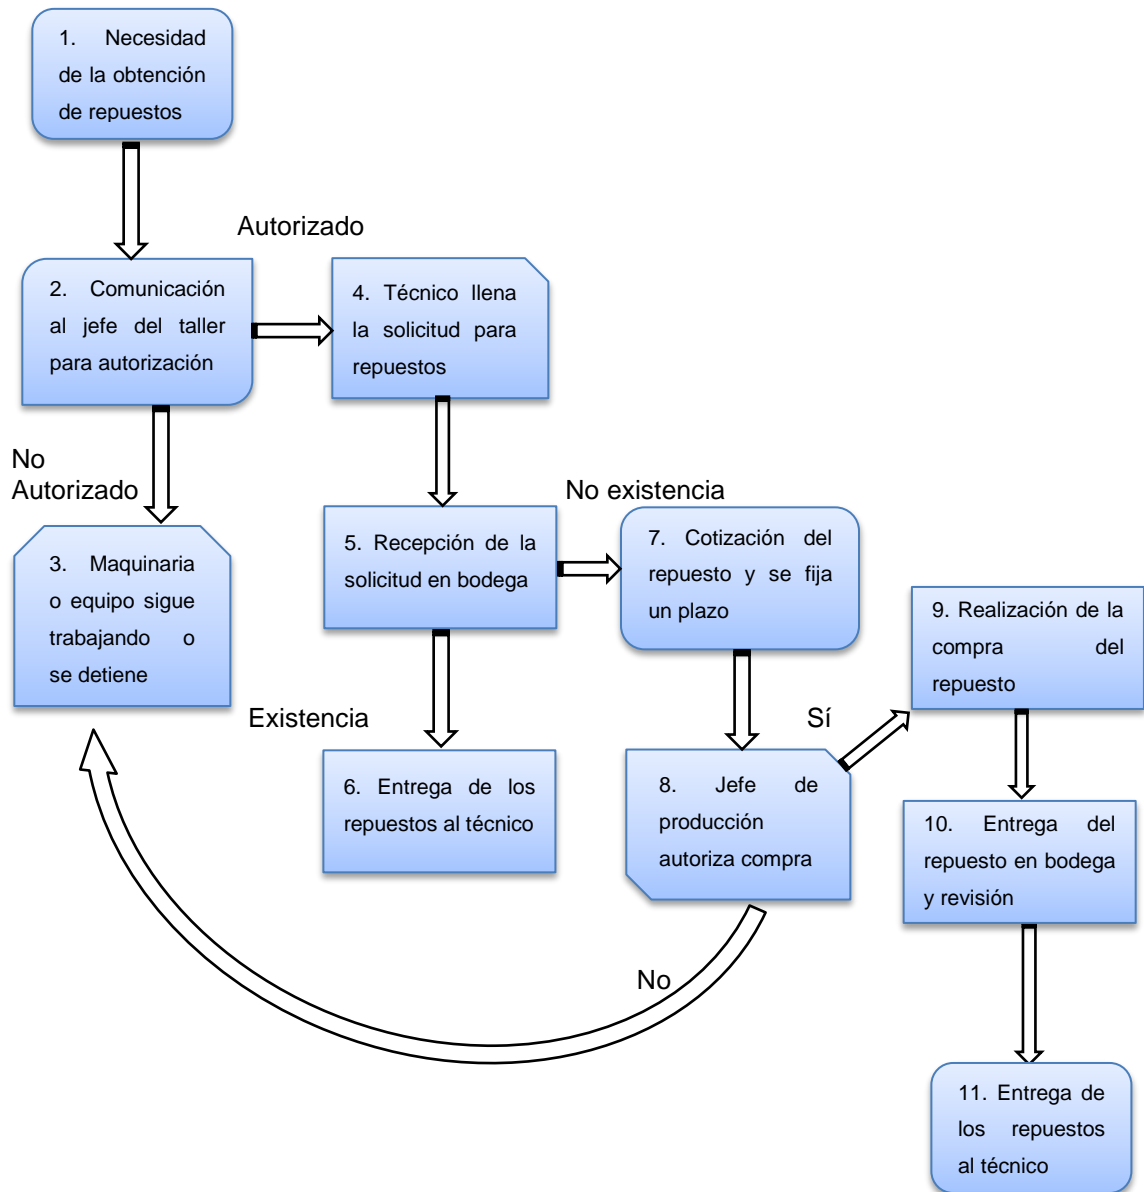 1. Necesidad
de la obtención
de repuestos
Autorizado
2. Comunicación
al jefe del taller
para autorización
4. Técnico llena
la solicitud para
repuestos
No
Autorizado
3. Maquinaria
o equipo sigue
trabajando o
se detiene
5. Recepción de la
solicitud en bodega
No existencia
7. Cotización del
repuesto y se fija
un plazo
Existencia
6. Entrega de los
repuestos al técnico
8. Jefe de
producción
autoriza compra
Sí
9. Realización de la
compra del
repuesto
10. Entrega del
repuesto en bodega
y revisión
No
11. Entrega de
los repuestos
al técnico